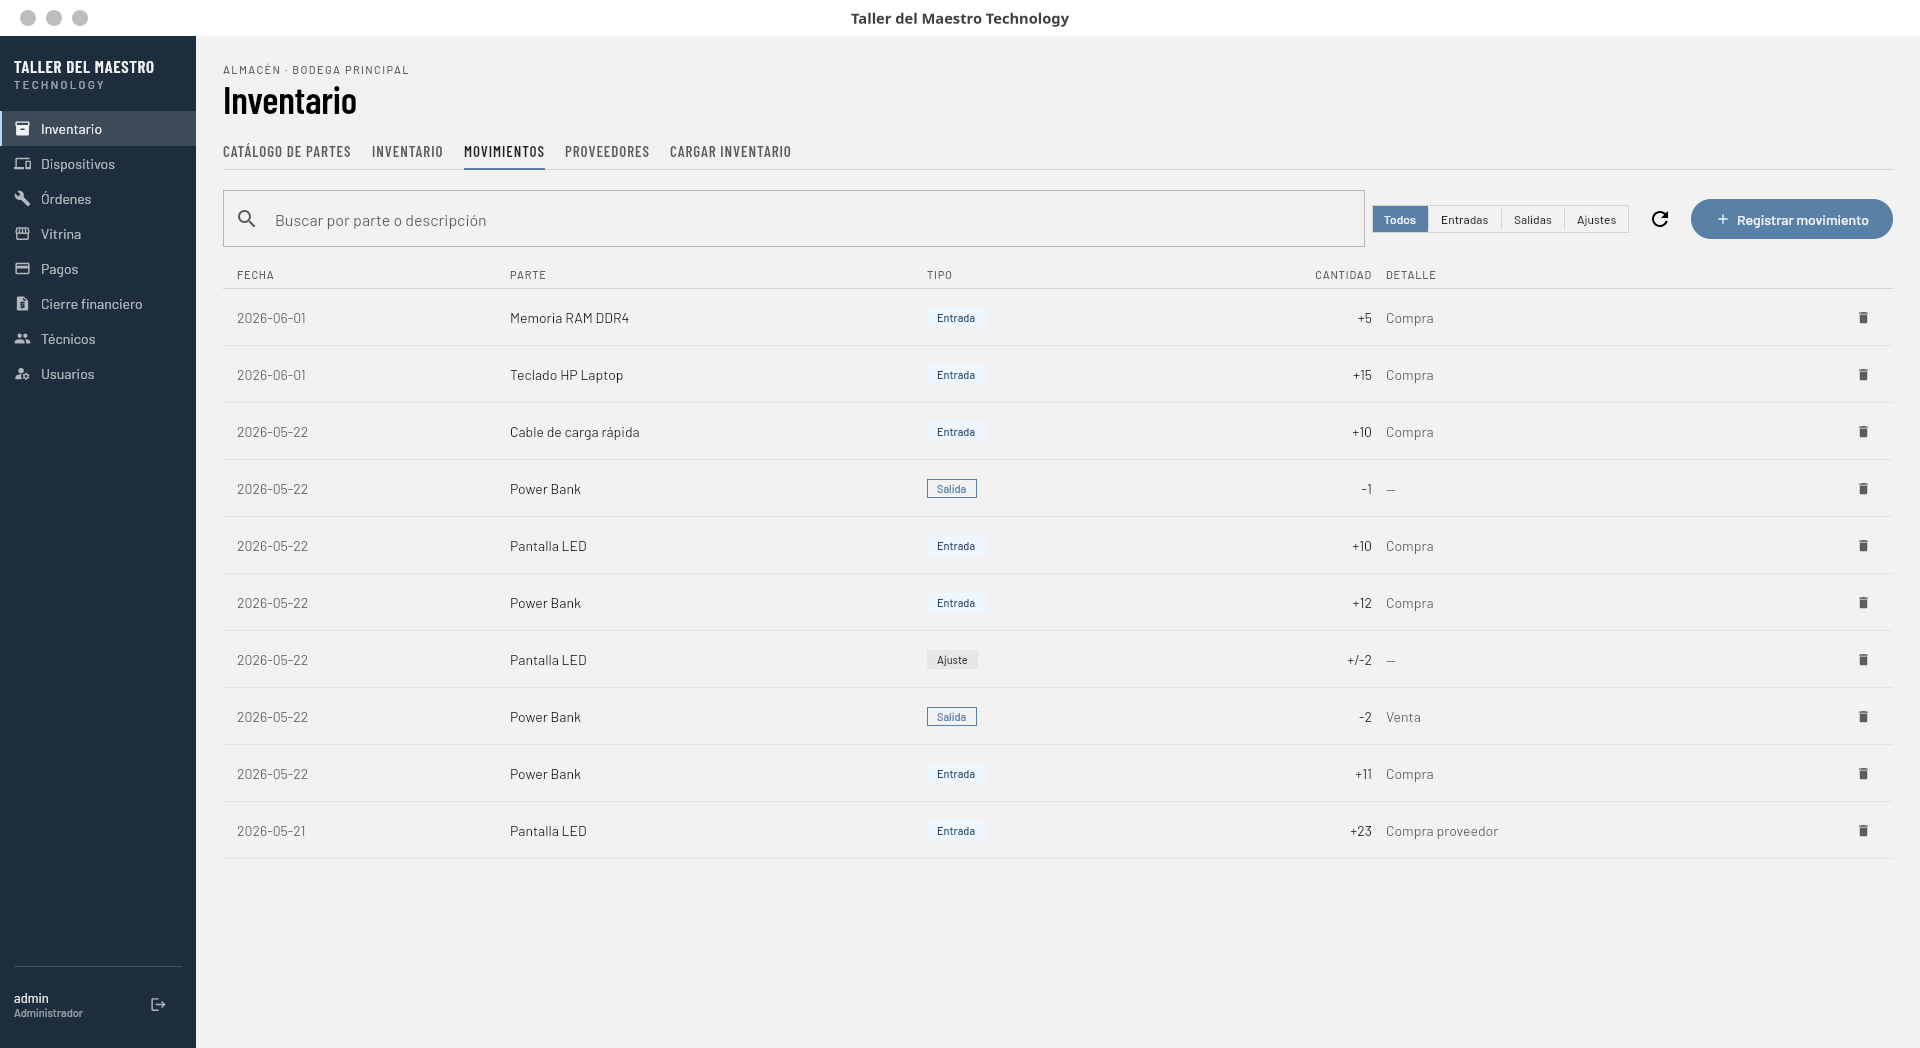 Taller del Maestro Technology
TALLER DEL MAESTRO
TECHNOLOGY
Inventario
Dispositivos
Órdenes
Vitrina
Pagos
Cierre financiero
Técnicos
Usuarios
admin
Administrador
ALMACÉN · BODEGA PRINCIPAL
Inventario
CATÁLOGO DE PARTES INVENTARIO MOVIMIENTOS PROVEEDORES CARGAR INVENTARIO
Buscar por parte o descripción Todos Entradas Salidas Ajustes + Registrar movimiento
FECHA PARTE TIPO CANTIDAD DETALLE
2026-06-01 Memoria RAM DDR4 Entrada +5 Compra
2026-06-01 Teclado HP Laptop Entrada +15 Compra
2026-05-22 Cable de carga rápida Entrada +10 Compra
2026-05-22 Power Bank Salida -1 —
2026-05-22 Pantalla LED Entrada +10 Compra
2026-05-22 Power Bank Entrada +12 Compra
2026-05-22 Pantalla LED Ajuste +/-2 —
2026-05-22 Power Bank Salida -2 Venta
2026-05-22 Power Bank Entrada +11 Compra
2026-05-21 Pantalla LED Entrada +23 Compra proveedor